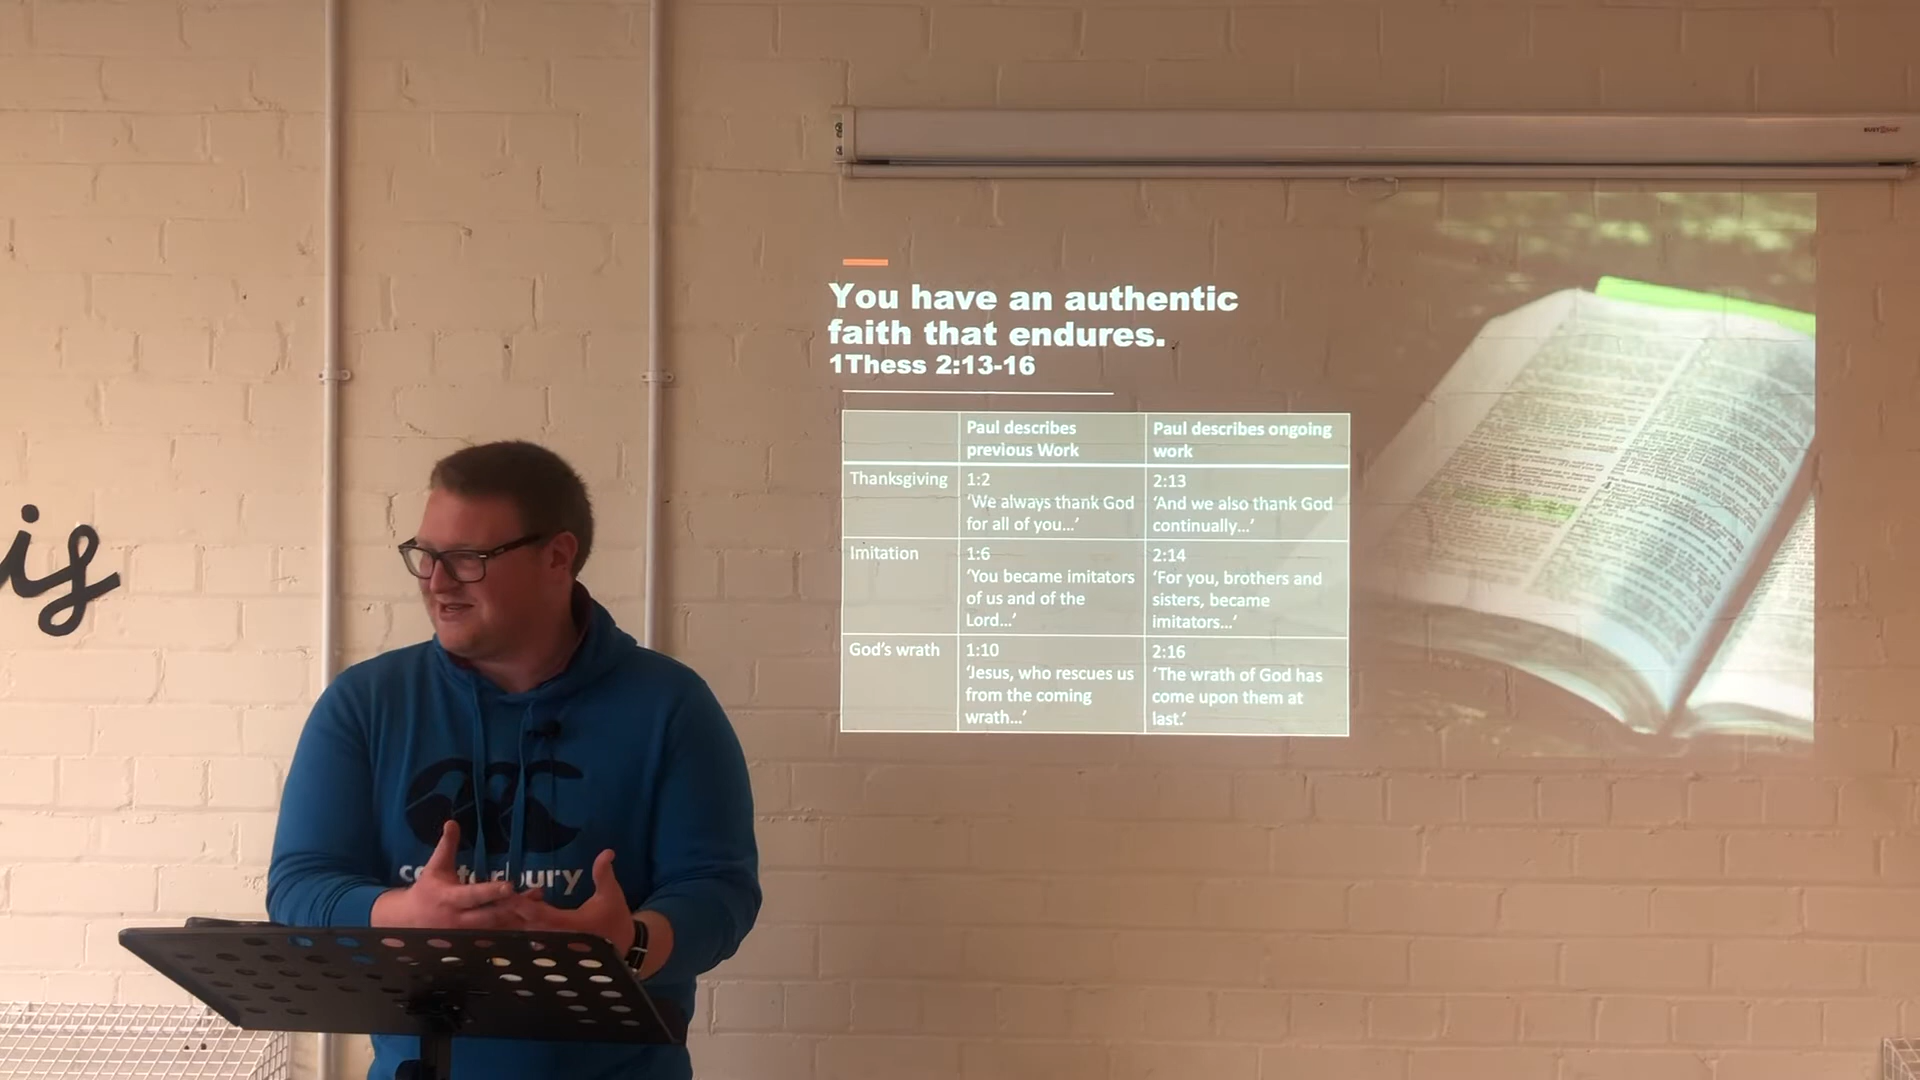 is
You have an authentic
faith that endures.
1Thess 2:13-16
Paul describes
previous Work
Paul describes ongoing
work
Thanksgiving
1:2
‘We always thank God
for all of you...’
2:13
‘And we also thank God
continually...’
Imitation
1:6
‘You became imitators
of us and of the
Lord...’
2:14
‘For you, brothers and
sisters, became
imitators...’
God’s wrath
1:10
‘Jesus, who rescues us
from the coming
wrath...’
2:16
‘The wrath of God has
come upon them at
last.’
canterbury